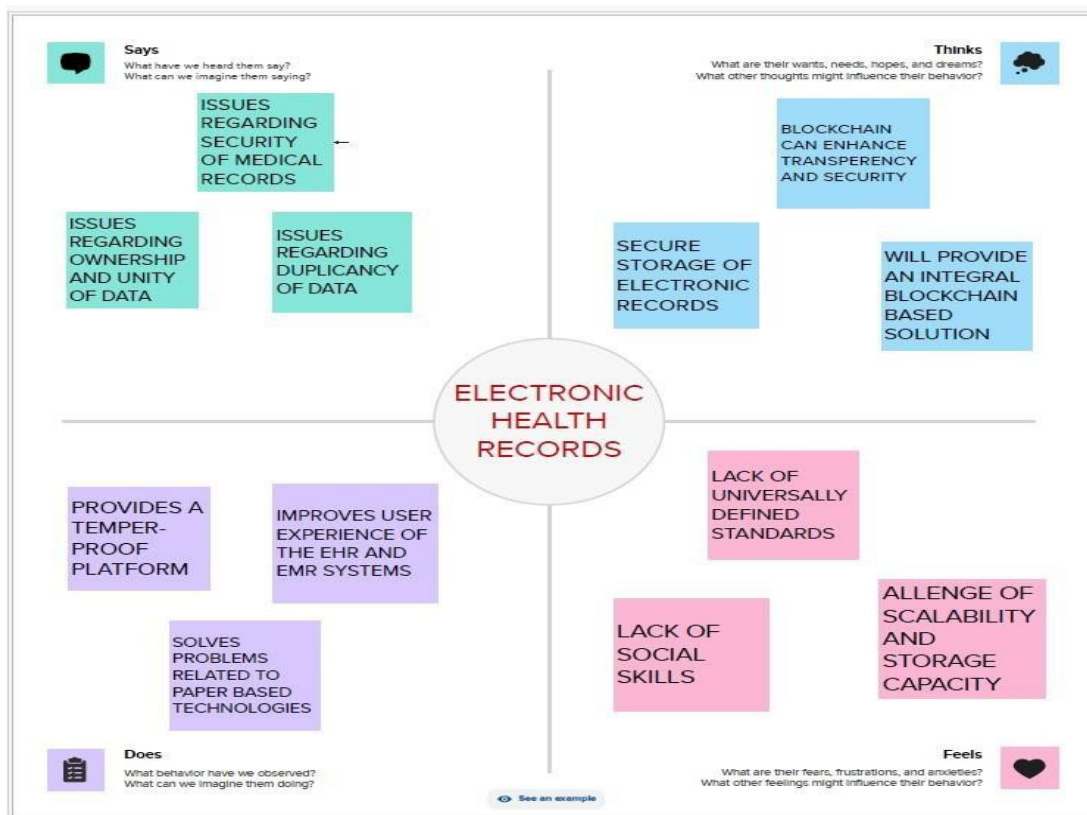 Says
What have we heard them say?
What can we imagine them saying?
ISSUES
REGARDING
SECURITY
OF MEDICAL
RECORDS
ISSUES
REGARDING
OWNERSHIP
AND UNITY
OF DATA
ISSUES
REGARDING
DUPLICANCY
OF DATA
Thinks
What are their wants, needs, hopes, and dreams?
What other thoughts might influence their behavior?
BLOCKCHAIN
CAN ENHANCE
TRANSPERENCY
AND SECURITY
SECURE
STORAGE OF
ELECTRONIC
RECORDS
WILL PROVIDE
AN INTEGRAL
BLOCKCHAIN
BASED
SOLUTION
ELECTRONIC
HEALTH
RECORDS
PROVIDES A
TEMPER-
PROOF
PLATFORM
IMPROVES USER
EXPERIENCE OF
THE EHR AND
EMR SYSTEMS
SOLVES
PROBLEMS
RELATED TO
PAPER BASED
TECHNOLOGIES
Does
What behavior have we observed?
What can we imagine them doing?
LACK OF
UNIVERSALLY
DEFINED
STANDARDS
LACK OF
SOCIAL
SKILLS
ALLENGE OF
SCALABILITY
AND
STORAGE
CAPACITY
Feels
What are their fears, frustrations, and anxieties?
What other feelings might influence their behavior?
See an example